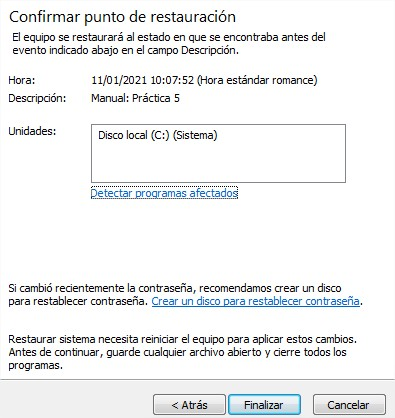 Confirmar punto de restauración
El equipo se restaurará al estado en que se encontraba antes del
evento indicado abajo en el campo Descripción.
Hora: 11/01/2021 10:07:52 (Hora estándar romance)
Descripción: Manual: Práctica 5
Unidades: Disco local (C:) (Sistema)
Detectar programas afectados
Si cambió recientemente la contraseña, recomendamos crear un disco
para restablecer contraseña. Crear un disco para restablecer contraseña.
Restaurar sistema necesita reiniciar el equipo para aplicar estos cambios.
Antes de continuar, guarde cualquier archivo abierto y cierre todos los
programas.
< Atrás Finalizar Cancelar